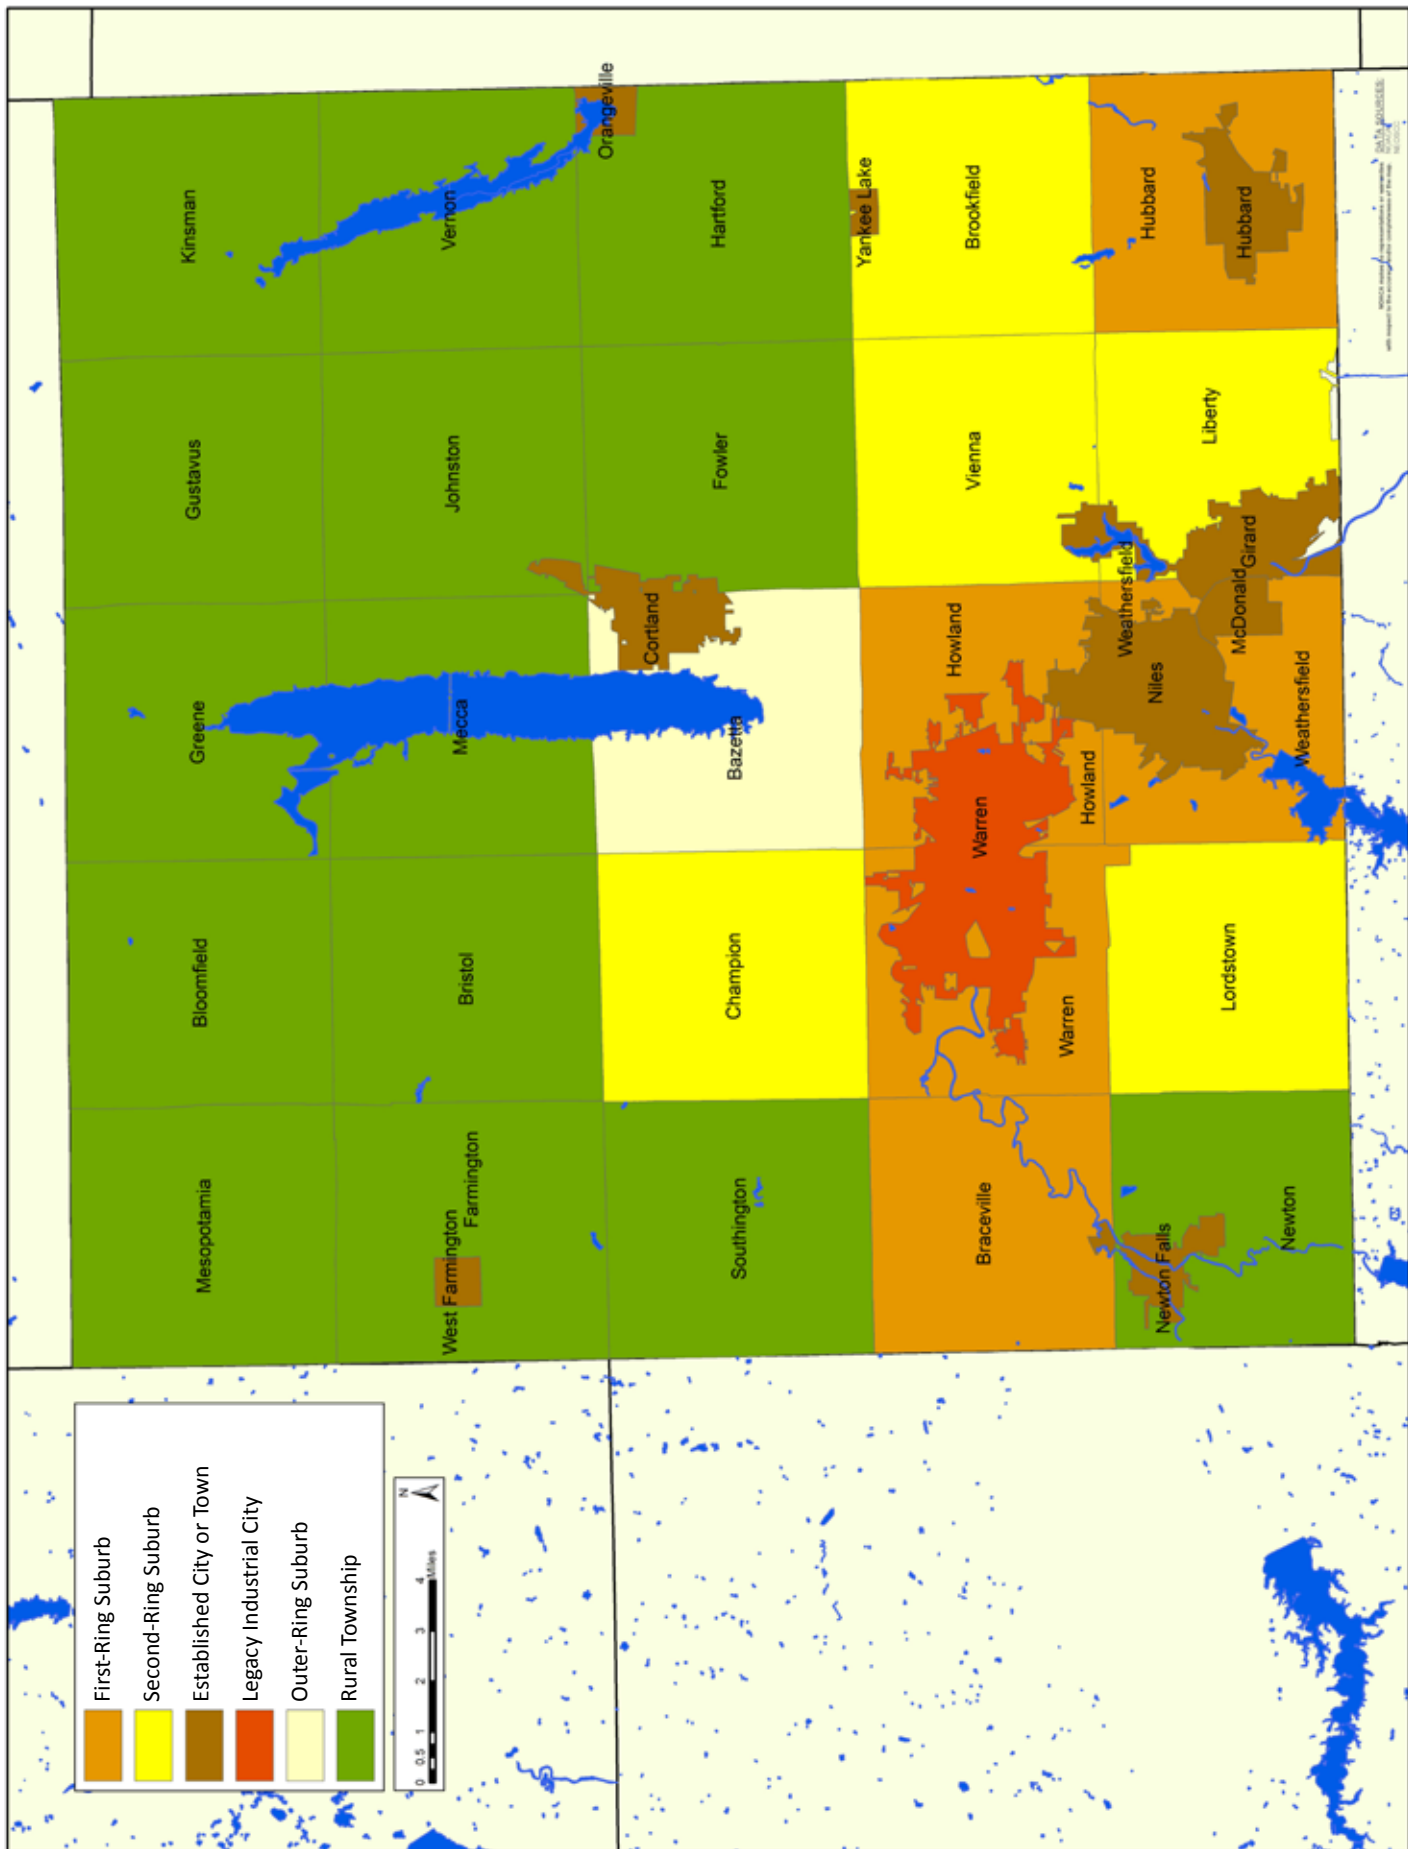 First-Ring Suburb
Second-Ring Suburb
Established City or Town
Legacy Industrial City
Outer-Ring Suburb
Rural Township
N
0 0.5 1 2 3 4
Miles
Mesopotamia
Bloomfield
Greene
Gustavus
Kinsman
West Farmington
Farmington
Bristol
Mecca
Johnston
Vernon
Orangeville
Southington
Champion
Bazetta
Cortland
Fowler
Hartford
Yankee Lake
Braceville
Warren
Warren
Howland
Howland
Vienna
Brookfield
Newton Falls
Newton
Lordstown
Niles
Weathersfield
Weathersfield
McDonald
Girard
Liberty
Hubbard
Hubbard
DATA SOURCES: